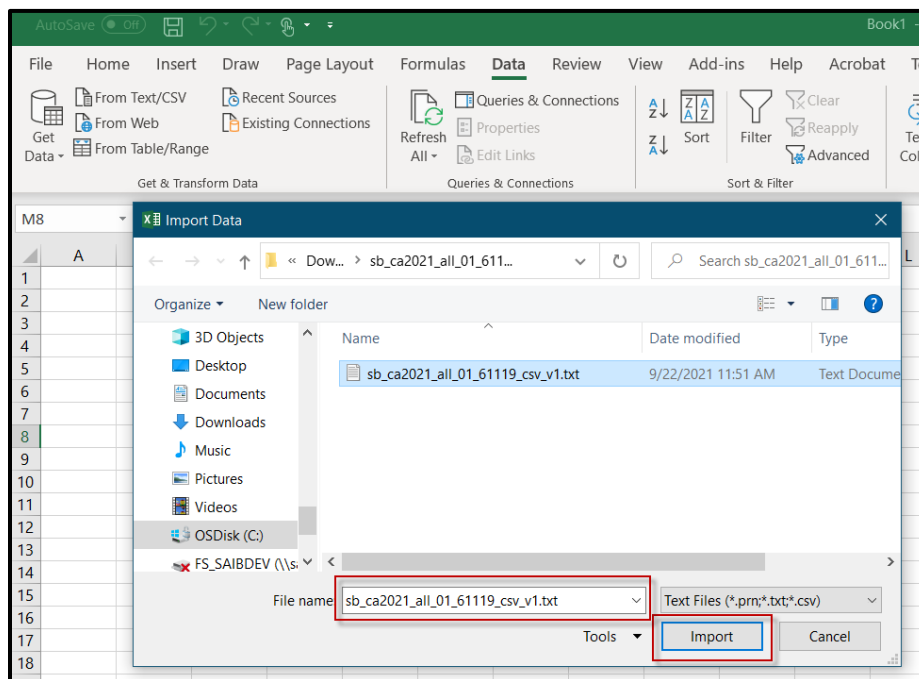 AutoSave Off Book1 -
File Home Insert Draw Page Layout Formulas Data Review View Add-ins Help Acrobat
From Text/CSV Recent Sources Queries & Connections Clear
From Web Existing Connections Properties Reapply
From Table/Range Edit Links Advanced
Get Data Refresh All Sort Filter
Get & Transform Data Queries & Connections Sort & Filter
M8
Import Data
« Dow... > sb_ca2021_all_01_611... Search sb_ca2021_all_01_611...
Organize New folder
A L
1
2
3
4
5
6
7
8
9
10
11
12
13
14
15
16
17
18
3D Objects
Desktop
Documents
Downloads
Music
Pictures
Videos
OSDisk (C:)
FS_SAIBDEV (\\s
Name Date modified Type
sb_ca2021_all_01_61119_csv_v1.txt 9/22/2021 11:51 AM Text Docume
File name sb_ca2021_all_01_61119_csv_v1.txt Text Files (*.prn;*.txt;*.csv)
Tools Import Cancel